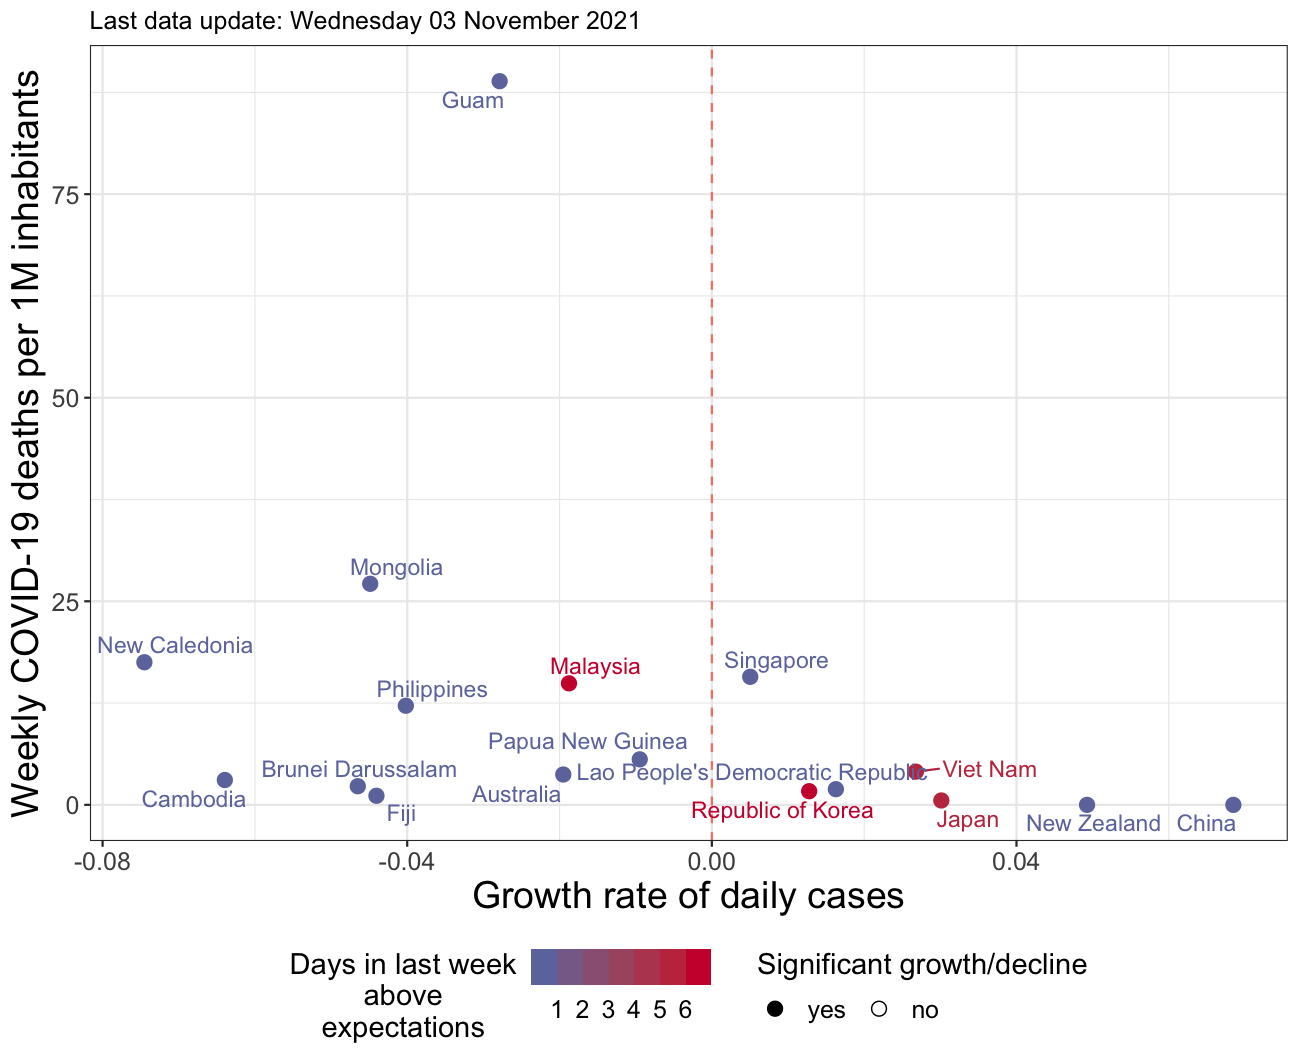 Last data update: Wednesday 03 November 2021
Weekly COVID-19 deaths per 1M inhabitants
75
50
25
0
Guam
Mongolia
New Caledonia
Malaysia
Singapore
Philippines
Papua New Guinea
Brunei Darussalam
Lao People's Democratic Republic
Viet Nam
Cambodia
Australia
Fiji
Republic of Korea
Japan
New Zealand
China
-0.08
-0.04
0.00
0.04
Growth rate of daily cases
Days in last week
above
expectations
1 2 3 4 5 6
Significant growth/decline
yes
no